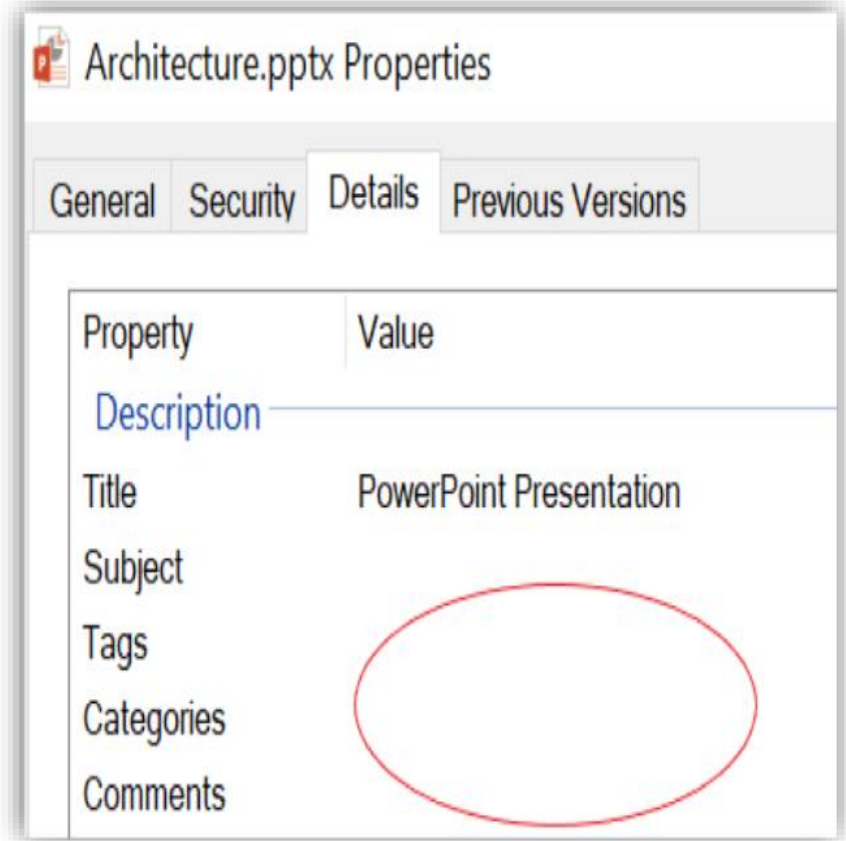 Architecture.pptx Properties
General Security Details Previous Versions
Property Value
Description
Title PowerPoint Presentation
Subject
Tags
Categories
Comments